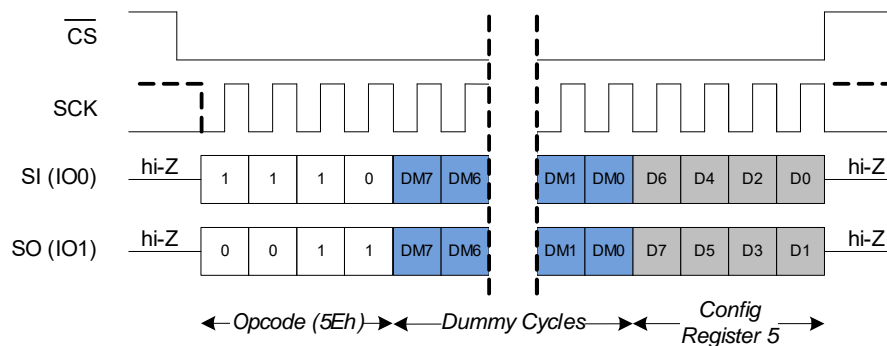 CS
SCK
SI (IO0) hi-Z 1 1 1 0 DM7 DM6 DM1 DM0 D6 D4 D2 D0 hi-Z
SO (IO1) hi-Z 0 0 1 1 DM7 DM6 DM1 DM0 D7 D5 D3 D1 hi-Z
Opcode (5Eh) Dummy Cycles Config
Register 5